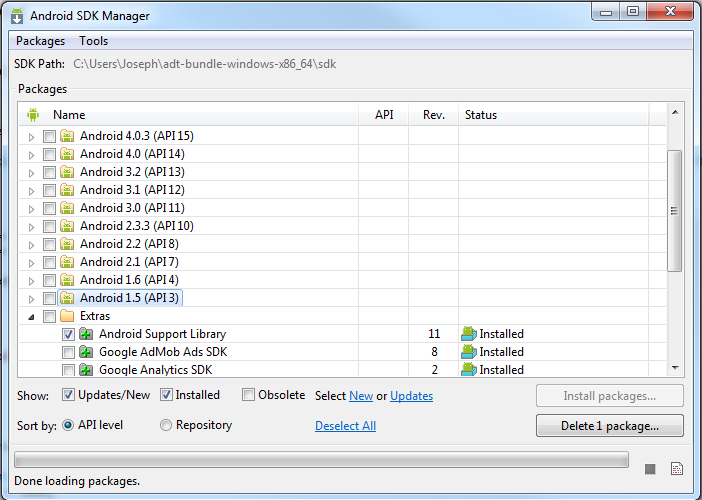 Android SDK Manager
Packages Tools
SDK Path: C:\Users\Joseph\adt-bundle-windows-x86_64\sdk
Packages
Name API Rev. Status
Android 4.0.3 (API 15)
Android 4.0 (API 14)
Android 3.2 (API 13)
Android 3.1 (API 12)
Android 3.0 (API 11)
Android 2.3.3 (API 10)
Android 2.2 (API 8)
Android 2.1 (API 7)
Android 1.6 (API 4)
Android 1.5 (API 3)
Extras
Android Support Library 11 Installed
Google AdMob Ads SDK 8 Installed
Google Analytics SDK 2 Installed
Show: Updates/New Installed Obsolete Select New or Updates Install packages...
Sort by: API level Repository Deselect All Delete 1 package...
Done loading packages.